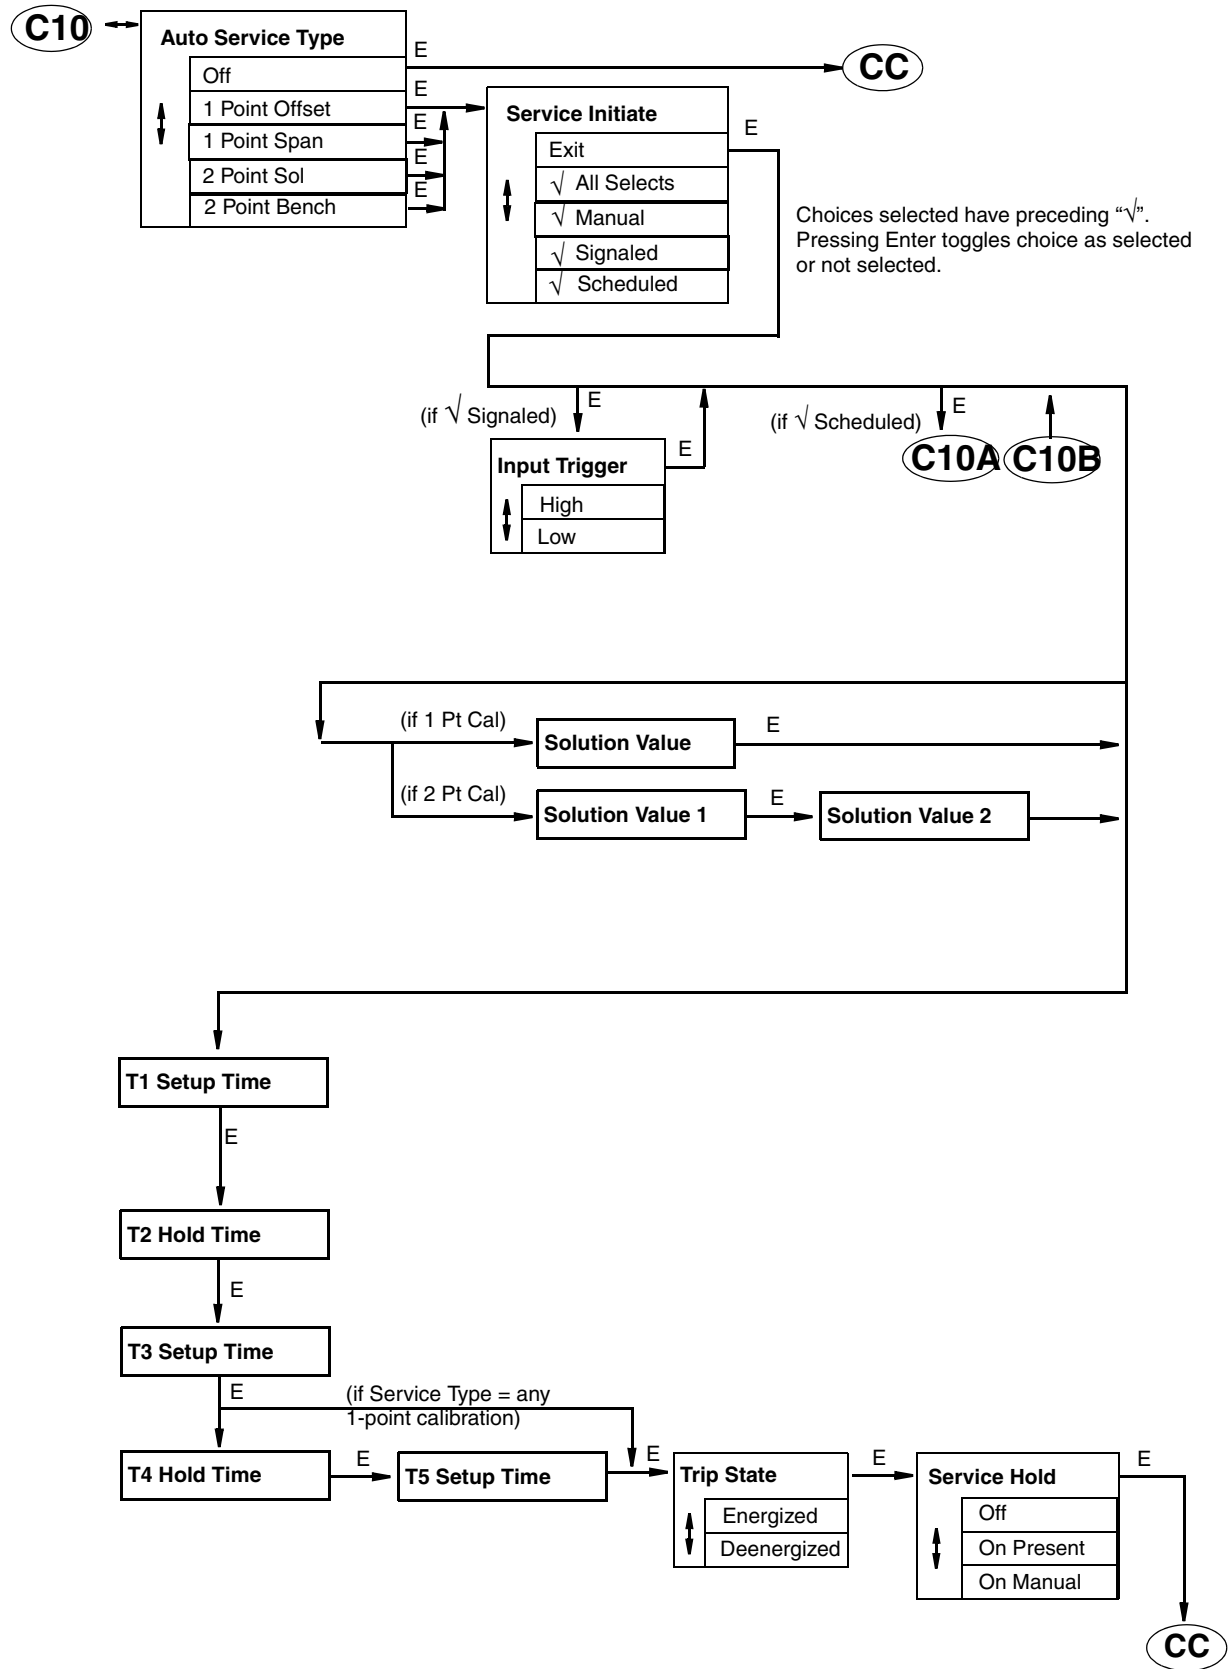 C10
Auto Service Type
E
Off
CC
E
1 Point Offset
E
1 Point Span
E
2 Point Sol
E
2 Point Bench
Service Initiate
E
Exit
√ All Selects
√ Manual
√ Signaled
√ Scheduled
Choices selected have preceding “√”.
Pressing Enter toggles choice as selected
or not selected.
(if √ Signaled)
E
Input Trigger
E
High
Low
(if √ Scheduled)
E
C10A
C10B
(if 1 Pt Cal)
Solution Value
E
(if 2 Pt Cal)
Solution Value 1
E
Solution Value 2
T1 Setup Time
E
T2 Hold Time
E
T3 Setup Time
E
(if Service Type = any
1-point calibration)
T4 Hold Time
E
T5 Setup Time
E
Trip State
Energized
Deenergized
E
Service Hold
Off
On Present
On Manual
E
CC